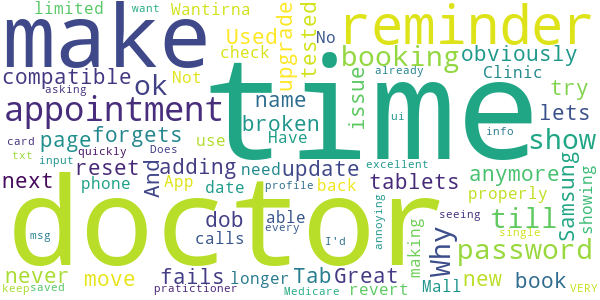 limited Wantirna
make time reminder
Used upgrade tested No booking obviously
compatible ok check Not issue Clinic already try
asking want
appointment name broken Have lets
page forgets use ui info show
card quickly Does And adding need update excellent anymore
txt input reset App date back profile tablets properly Samsung showing
next phone dob able every annoying seeing
doctor till password
msg calls I'd making Why single
never move fails longer Tab Great Mall new book
keep saved pratictioner Medicare revert VERY